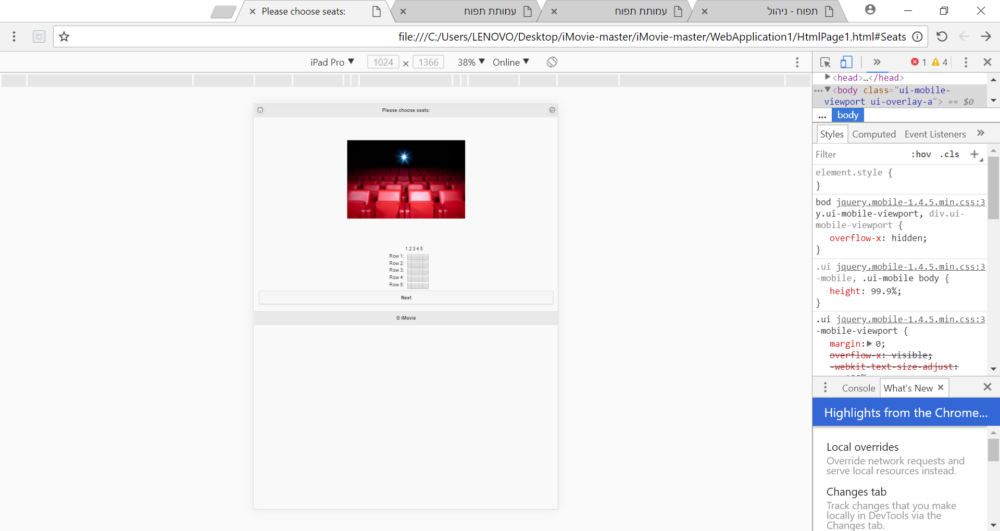 Please choose seats:
עמותת תפוח
עמותת תפוח
תפוח - ניהול
file:///C:/Users/LENOVO/Desktop/iMovie-master/iMovie-master/WebApplication1/HtmlPage1.html#Seats
iPad Pro ▼ 1024 × 1366 38% ▼ Online ▼
1 4
▶<head>…</head>
…▼<body class="ui-mobile-
viewport ui-overlay-a"> == $0
... body
Styles Computed Event Listeners »
Filter :hov .cls +
element.style {
}
bod jquery.mobile-1.4.5.min.css:3
y.ui-mobile-viewport, div.ui-
mobile-viewport {
overflow-x: hidden;
}
.ui jquery.mobile-1.4.5.min.css:3
-mobile, .ui-mobile body {
height: 99.9%;
}
.ui jquery.mobile-1.4.5.min.css:3
-mobile-viewport {
margin:▶ 0;
overflow-x: visible;
-webkit-text-size-adjust:
Console What's New ×
Highlights from the Chrome...
Local overrides
Override network requests and
serve local resources instead.
Changes tab
Track changes that you make
locally in DevTools via the
Changes tab.
Please choose seats:
1 2 3 4 5
Row 1:
Row 2:
Row 3:
Row 4:
Row 5:
Next
© iMovie